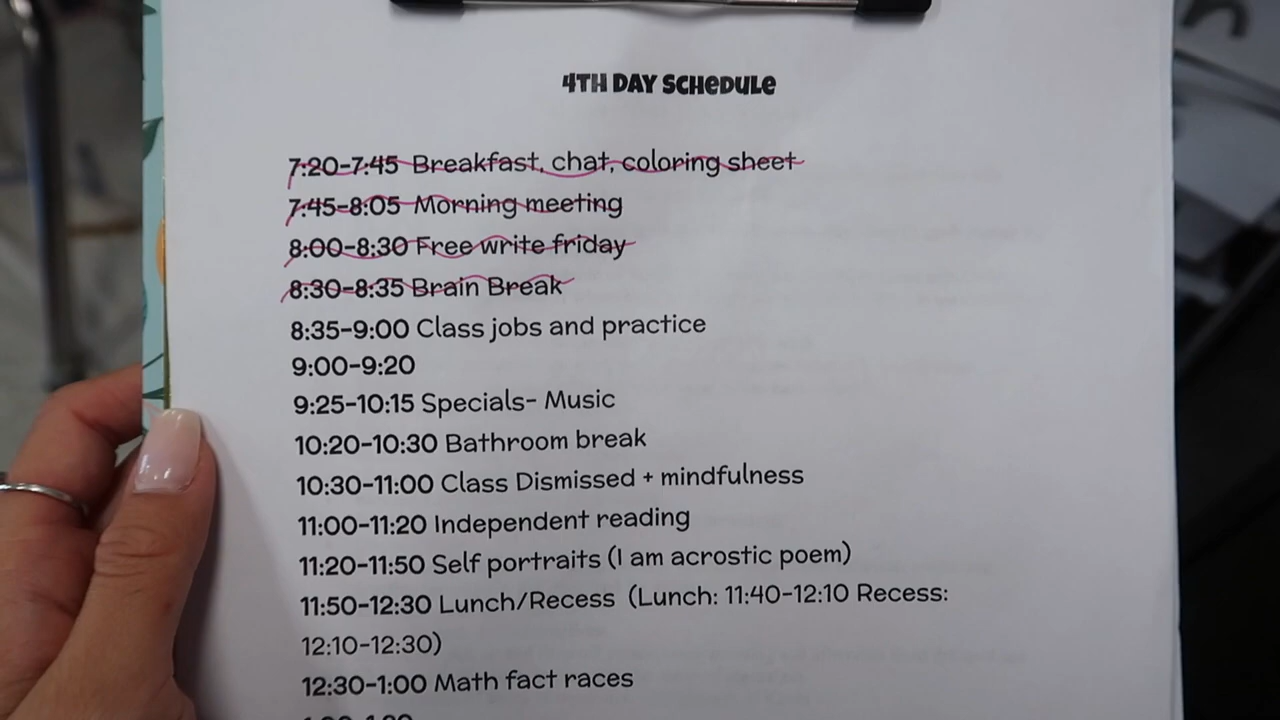 4TH DAY SCHEDULE
7:20-7:45 Breakfast, chat, coloring sheet
7:45-8:05 Morning meeting
8:00-8:30 Free write friday
8:30-8:35 Brain Break
8:35-9:00 Class jobs and practice
9:00-9:20
9:25-10:15 Specials- Music
10:20-10:30 Bathroom break
10:30-11:00 Class Dismissed + mindfulness
11:00-11:20 Independent reading
11:20-11:50 Self portraits (I am acrostic poem)
11:50-12:30 Lunch/Recess (Lunch: 11:40-12:10 Recess:
12:10-12:30)
12:30-1:00 Math fact races